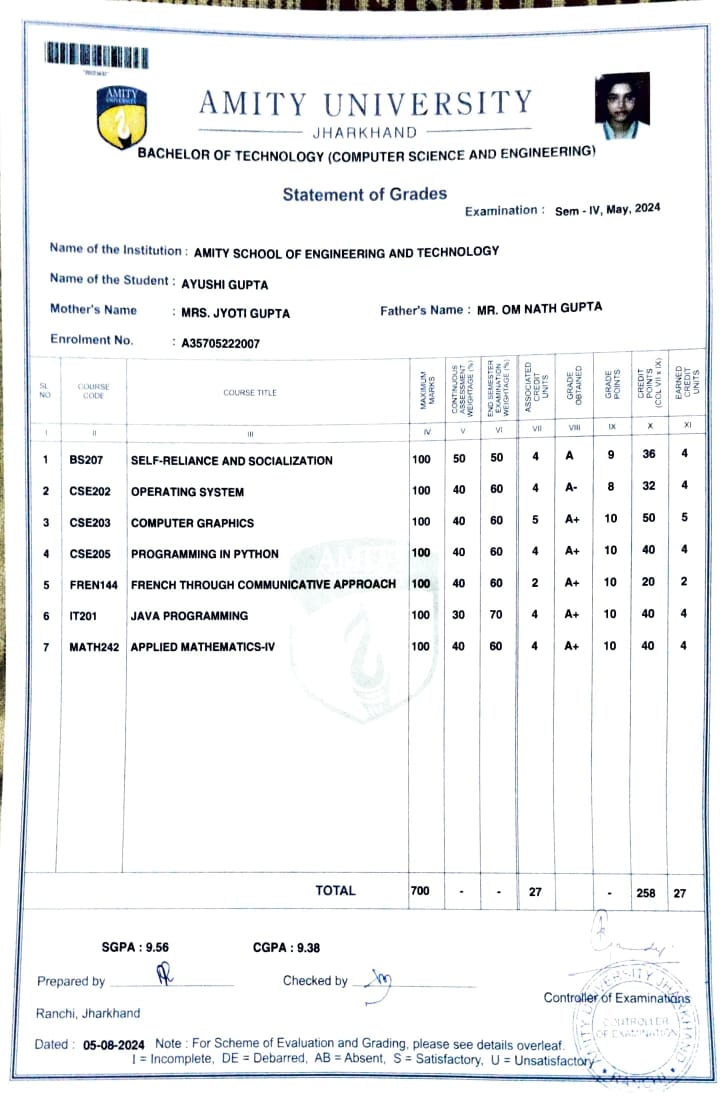 AMITY UNIVERSITY
AMITY UNIVERSITY
JHARKHAND
BACHELOR OF TECHNOLOGY (COMPUTER SCIENCE AND ENGINEERING)
Statement of Grades
Examination : Sem - IV, May, 2024
Name of the Institution : AMITY SCHOOL OF ENGINEERING AND TECHNOLOGY
Name of the Student : AYUSHI GUPTA
Mother's Name : MRS. JYOTI GUPTA Father's Name : MR. OM NATH GUPTA
Enrolment No. : A35705222007
SL NO COURSE CODE COURSE TITLE MAXIMUM MARKS CONTINUOUS ASSESSMENT WEIGHTAGE (%) END SEMESTER EXAMINATION WEIGHTAGE (%) ASSOCIATED CREDIT UNITS GRADE OBTAINED GRADE POINTS CREDIT POINTS (COL VII x IX) EARNED CREDIT UNITS
I II III IV V VI VII VIII IX X XI
1 BS207 SELF-RELIANCE AND SOCIALIZATION 100 50 50 4 A 9 36 4
2 CSE202 OPERATING SYSTEM 100 40 60 4 A- 8 32 4
3 CSE203 COMPUTER GRAPHICS 100 40 60 5 A+ 10 50 5
4 CSE205 PROGRAMMING IN PYTHON 100 40 60 4 A+ 10 40 4
5 FREN144 FRENCH THROUGH COMMUNICATIVE APPROACH 100 40 60 2 A+ 10 20 2
6 IT201 JAVA PROGRAMMING 100 30 70 4 A+ 10 40 4
7 MATH242 APPLIED MATHEMATICS-IV 100 40 60 4 A+ 10 40 4
AMITY
TOTAL 700 - - 27 - 258 27
SGPA : 9.56 CGPA : 9.38
Prepared by Checked by
Controller of Examinations
Ranchi, Jharkhand
AMITY UNIVERSITY JHARKHAND
CONTROLLER
OF EXAMINATION
RANCHI
Dated : 05-08-2024 Note : For Scheme of Evaluation and Grading, please see details overleaf.
I = Incomplete, DE = Debarred, AB = Absent, S = Satisfactory, U = Unsatisfactory